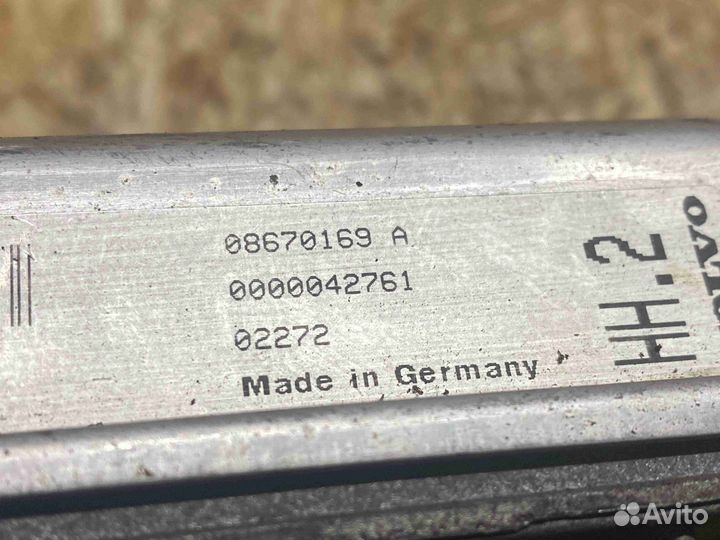 08670169 A
0000042761
02272
Made in Germany
HH.2
Avito